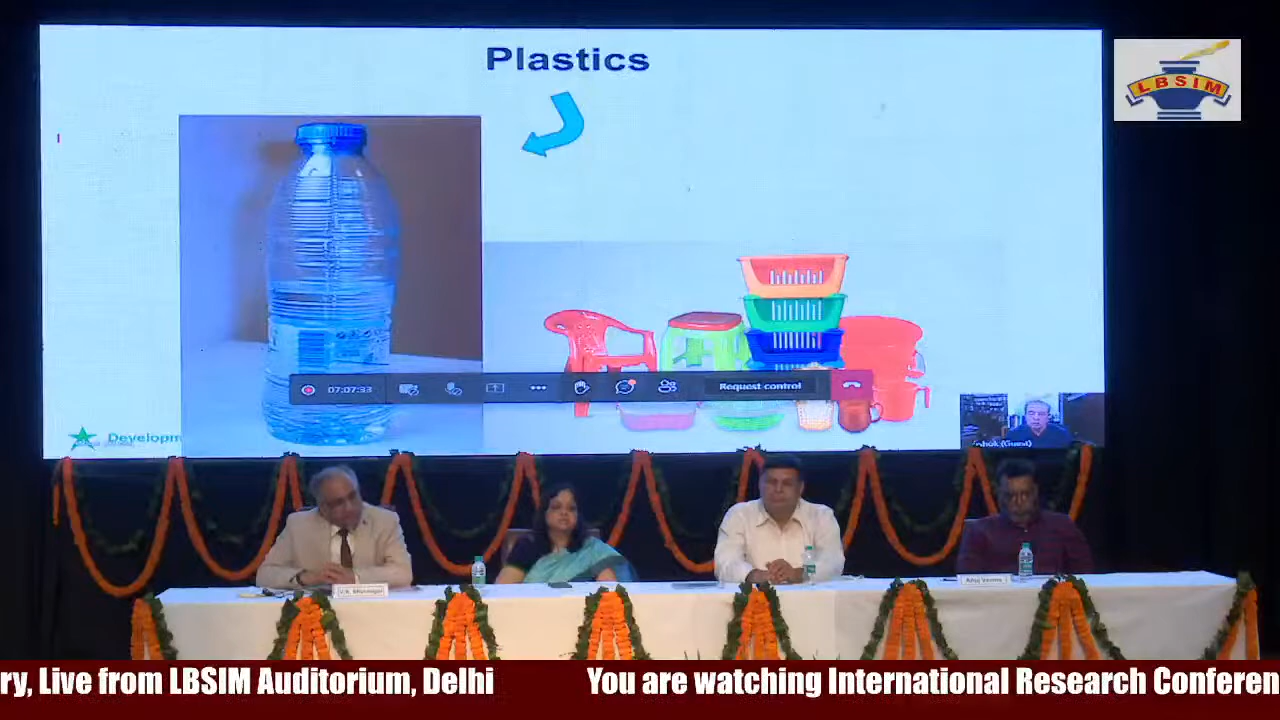 Plastics
LBSIM
07:07:33
Request control
Developm
(Guest)
V.K. Bhatnagar
Anuj Verma
ry, Live from LBSIM Auditorium, Delhi
You are watching International Research Conferen